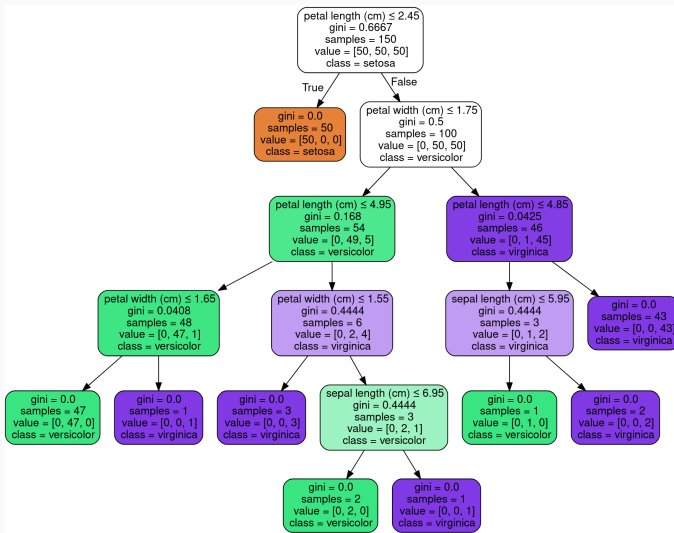 petal length (cm) ≤ 2.45
gini = 0.6667
samples = 150
value = [50, 50, 50]
class = setosa
True
False
gini = 0.0
samples = 50
value = [50, 0, 0]
class = setosa
petal width (cm) ≤ 1.75
gini = 0.5
samples = 100
value = [0, 50, 50]
class = versicolor
petal length (cm) ≤ 4.95
gini = 0.168
samples = 54
value = [0, 49, 5]
class = versicolor
petal length (cm) ≤ 4.85
gini = 0.0425
samples = 46
value = [0, 1, 45]
class = virginica
petal width (cm) ≤ 1.65
gini = 0.0408
samples = 48
value = [0, 47, 1]
class = versicolor
petal width (cm) ≤ 1.55
gini = 0.4444
samples = 6
value = [0, 2, 4]
class = virginica
sepal length (cm) ≤ 5.95
gini = 0.4444
samples = 3
value = [0, 1, 2]
class = virginica
gini = 0.0
samples = 43
value = [0, 0, 43]
class = virginica
gini = 0.0
samples = 47
value = [0, 47, 0]
class = versicolor
gini = 0.0
samples = 1
value = [0, 0, 1]
class = virginica
gini = 0.0
samples = 3
value = [0, 0, 3]
class = virginica
sepal length (cm) ≤ 6.95
gini = 0.4444
samples = 3
value = [0, 2, 1]
class = versicolor
gini = 0.0
samples = 1
value = [0, 1, 0]
class = versicolor
gini = 0.0
samples = 2
value = [0, 0, 2]
class = virginica
gini = 0.0
samples = 2
value = [0, 2, 0]
class = versicolor
gini = 0.0
samples = 1
value = [0, 0, 1]
class = virginica